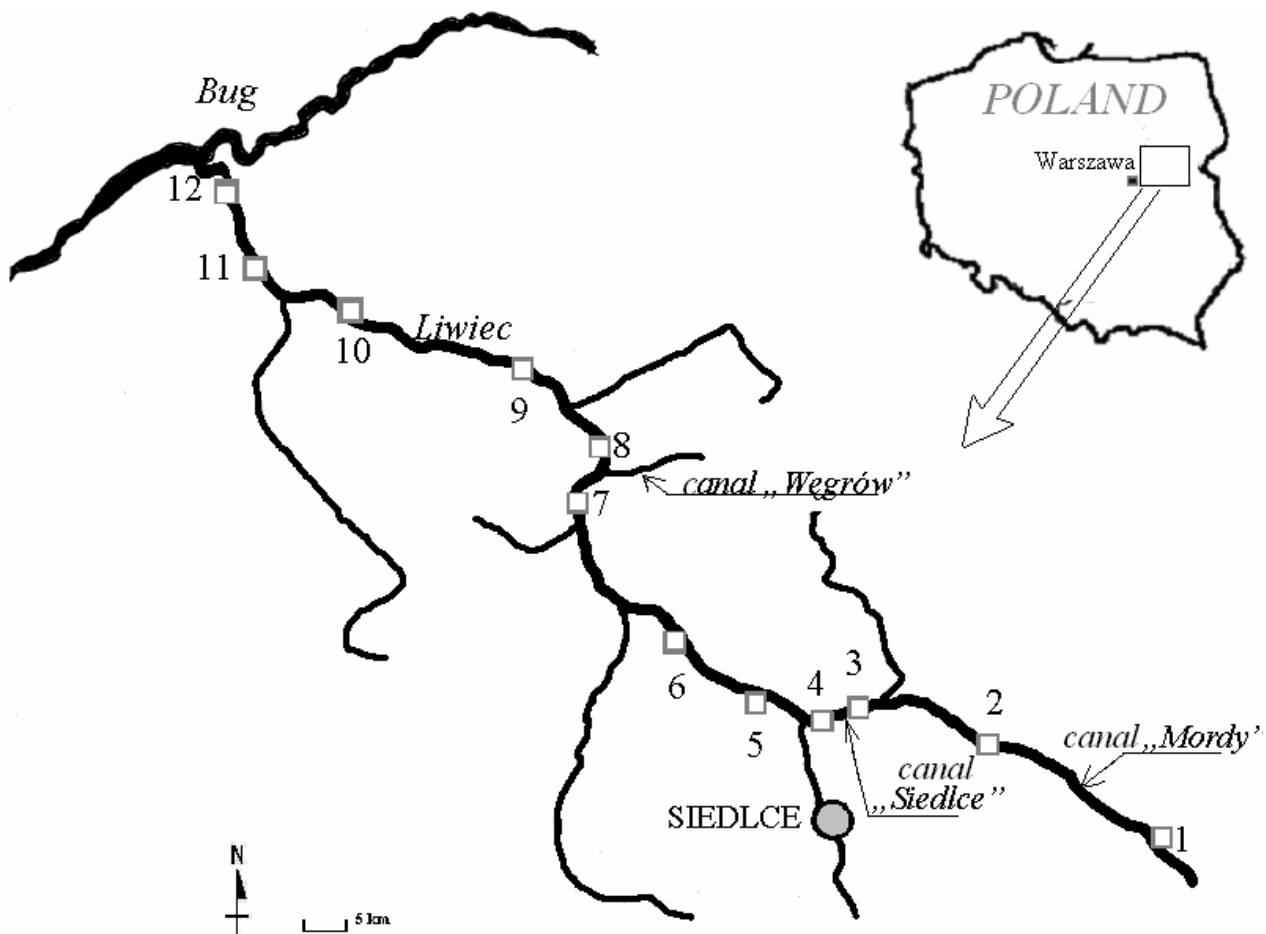 Bug
POLAND
Warszawa
12
11
10
Liwiec
9
8
canal „Węgrów”
7
6
5
4
3
2
canal „Mordy”
canal
„Siedlce”
SIEDLCE
1
N
5 km